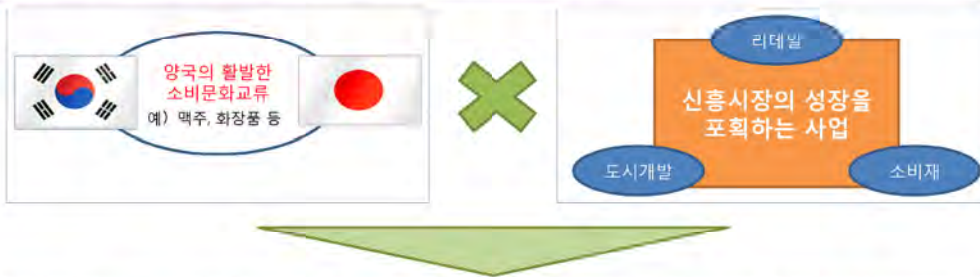 양국의 활발한
소비문화교류
예) 맥주, 화장품 등
리테일
신흥시장의 성장을
포획하는 사업
도시개발
소비재